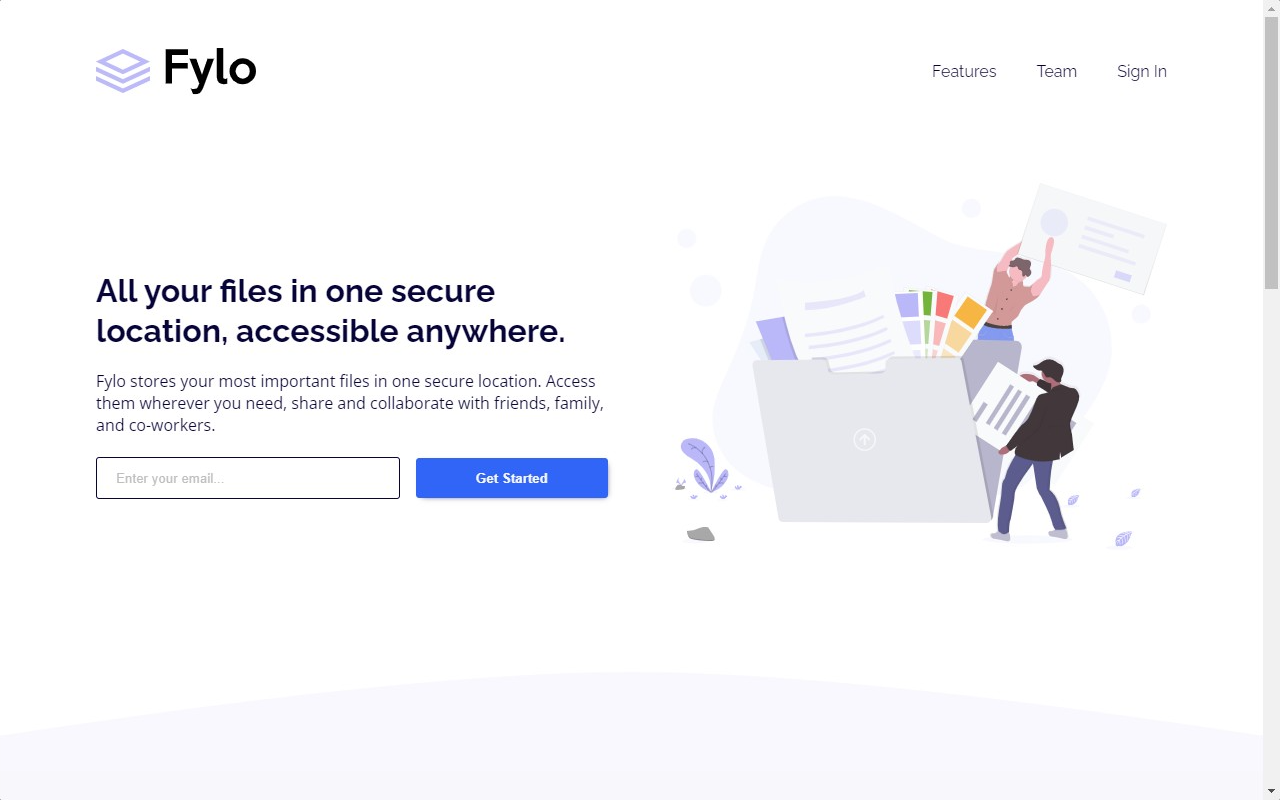 Fylo
Features
Team
Sign In
All your files in one secure
location, accessible anywhere.
Fylo stores your most important files in one secure location. Access
them wherever you need, share and collaborate with friends, family,
and co-workers.
Enter your email...
Get Started